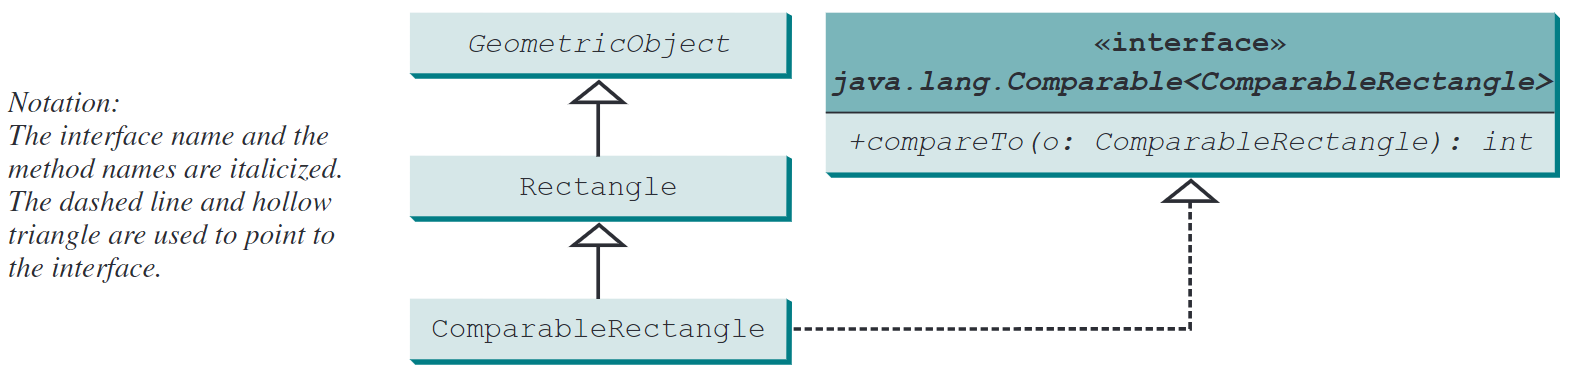 Notation:
The interface name and the
method names are italicized.
The dashed line and hollow
triangle are used to point to
the interface.
GeometricObject
Rectangle
ComparableRectangle
«interface»
java.lang.Comparable<ComparableRectangle>
+compareTo(o: ComparableRectangle): int